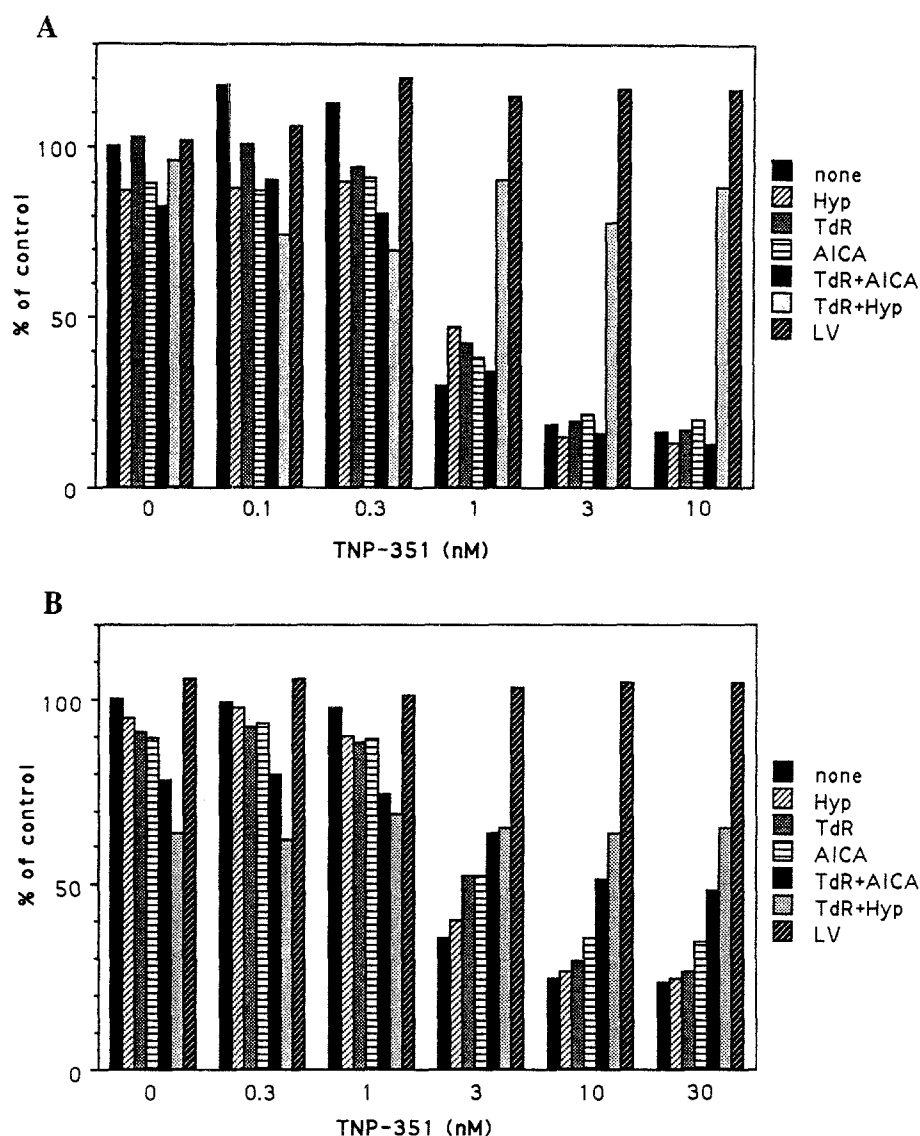 A
% of control
100
50
0
0 0.1 0.3 1 3 10
TNP-351 (nM)
none
Hyp
TdR
AICA
TdR+AICA
TdR+Hyp
LV
B
% of control
100
50
0
0 0.3 1 3 10 30
TNP-351 (nM)
none
Hyp
TdR
AICA
TdR+AICA
TdR+Hyp
LV